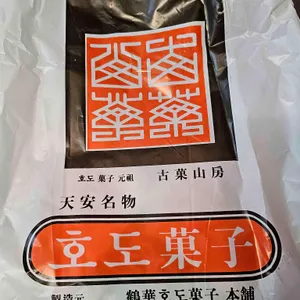 호도 菓子 元祖 古菓山房
天安名物
호도菓子
製造元 鶴華호도菓子 本舖